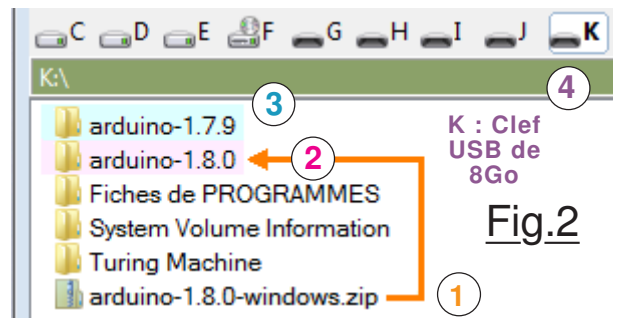 C D E F G H I J K
K:\
4
3
arduino-1.7.9
arduino-1.8.0
2
K : Clef
USB de
8Go
Fiches de PROGRAMMES
System Volume Information
Fig.2
Turing Machine
arduino-1.8.0-windows.zip
1